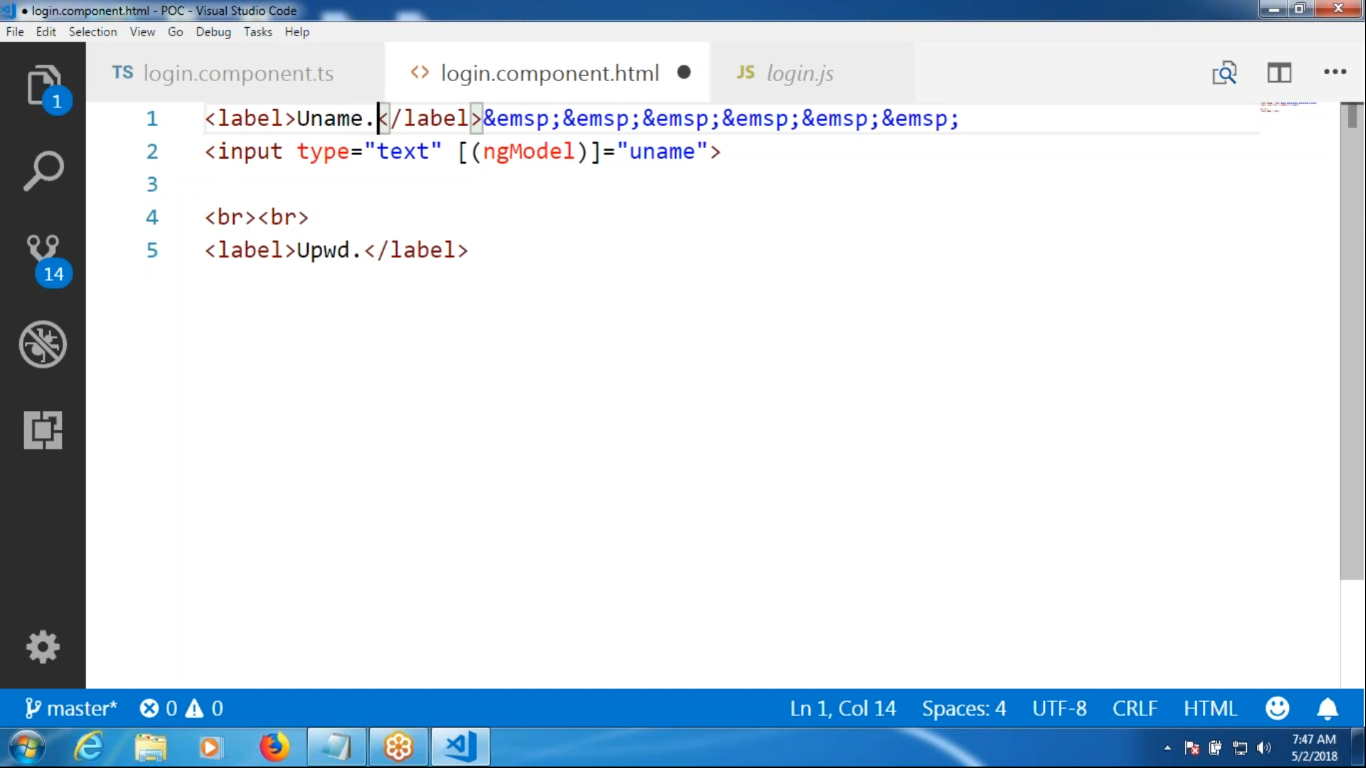 login.component.html - POC - Visual Studio Code
File Edit Selection View Go Debug Tasks Help
TS login.component.ts <> login.component.html ● JS login.js
1 <label>Uname.</label>&emsp;&emsp;&emsp;&emsp;&emsp;&emsp;
2 <input type="text" [(ngModel)]="uname">
3
4 <br><br>
5 <label>Upwd.</label>
1
14
master* 0 0 Ln 1, Col 14 Spaces: 4 UTF-8 CRLF HTML
7:47 AM
5/2/2018